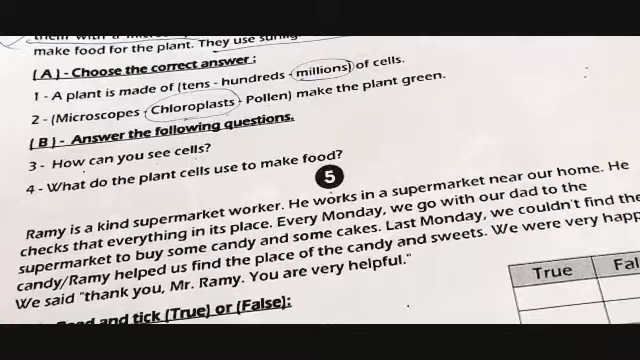 them with a
make food for the plant. They use sunlig
(A) - Choose the correct answer:
1 - A plant is made of (tens - hundreds - millions) of cells.
2 - (Microscopes - Chloroplasts - Pollen) make the plant green.
(B) - Answer the following questions.
3 - How can you see cells?
4 - What do the plant cells use to make food?
5
Ramy is a kind supermarket worker. He works in a supermarket near our home. He
checks that everything in its place. Every Monday, we go with our dad to the
supermarket to buy some candy and some cakes. Last Monday, we couldn't find the
candy/Ramy helped us find the place of the candy and sweets. We were very happ
We said "thank you, Mr. Ramy. You are very helpful."
True Fal
and tick (True) or (False):